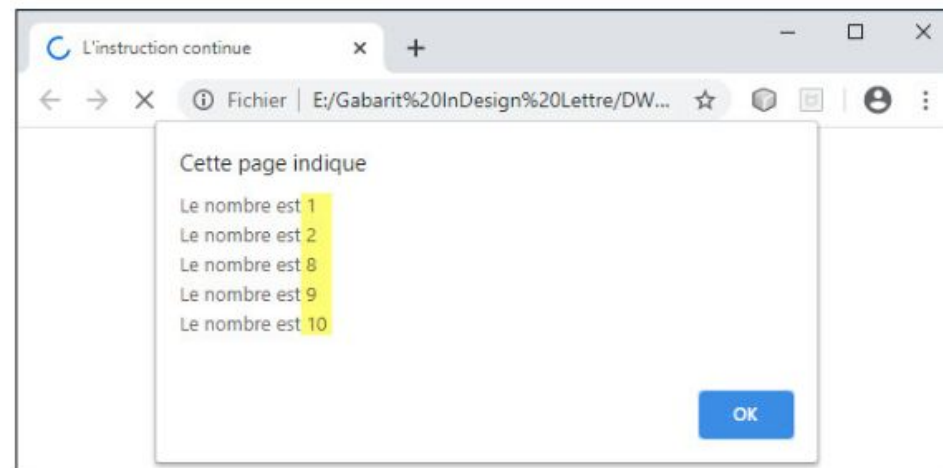 L'instruction continue
Fichier | E:/Gabarit%20InDesign%20Lettre/DW...
Cette page indique
Le nombre est 1
Le nombre est 2
Le nombre est 8
Le nombre est 9
Le nombre est 10
OK